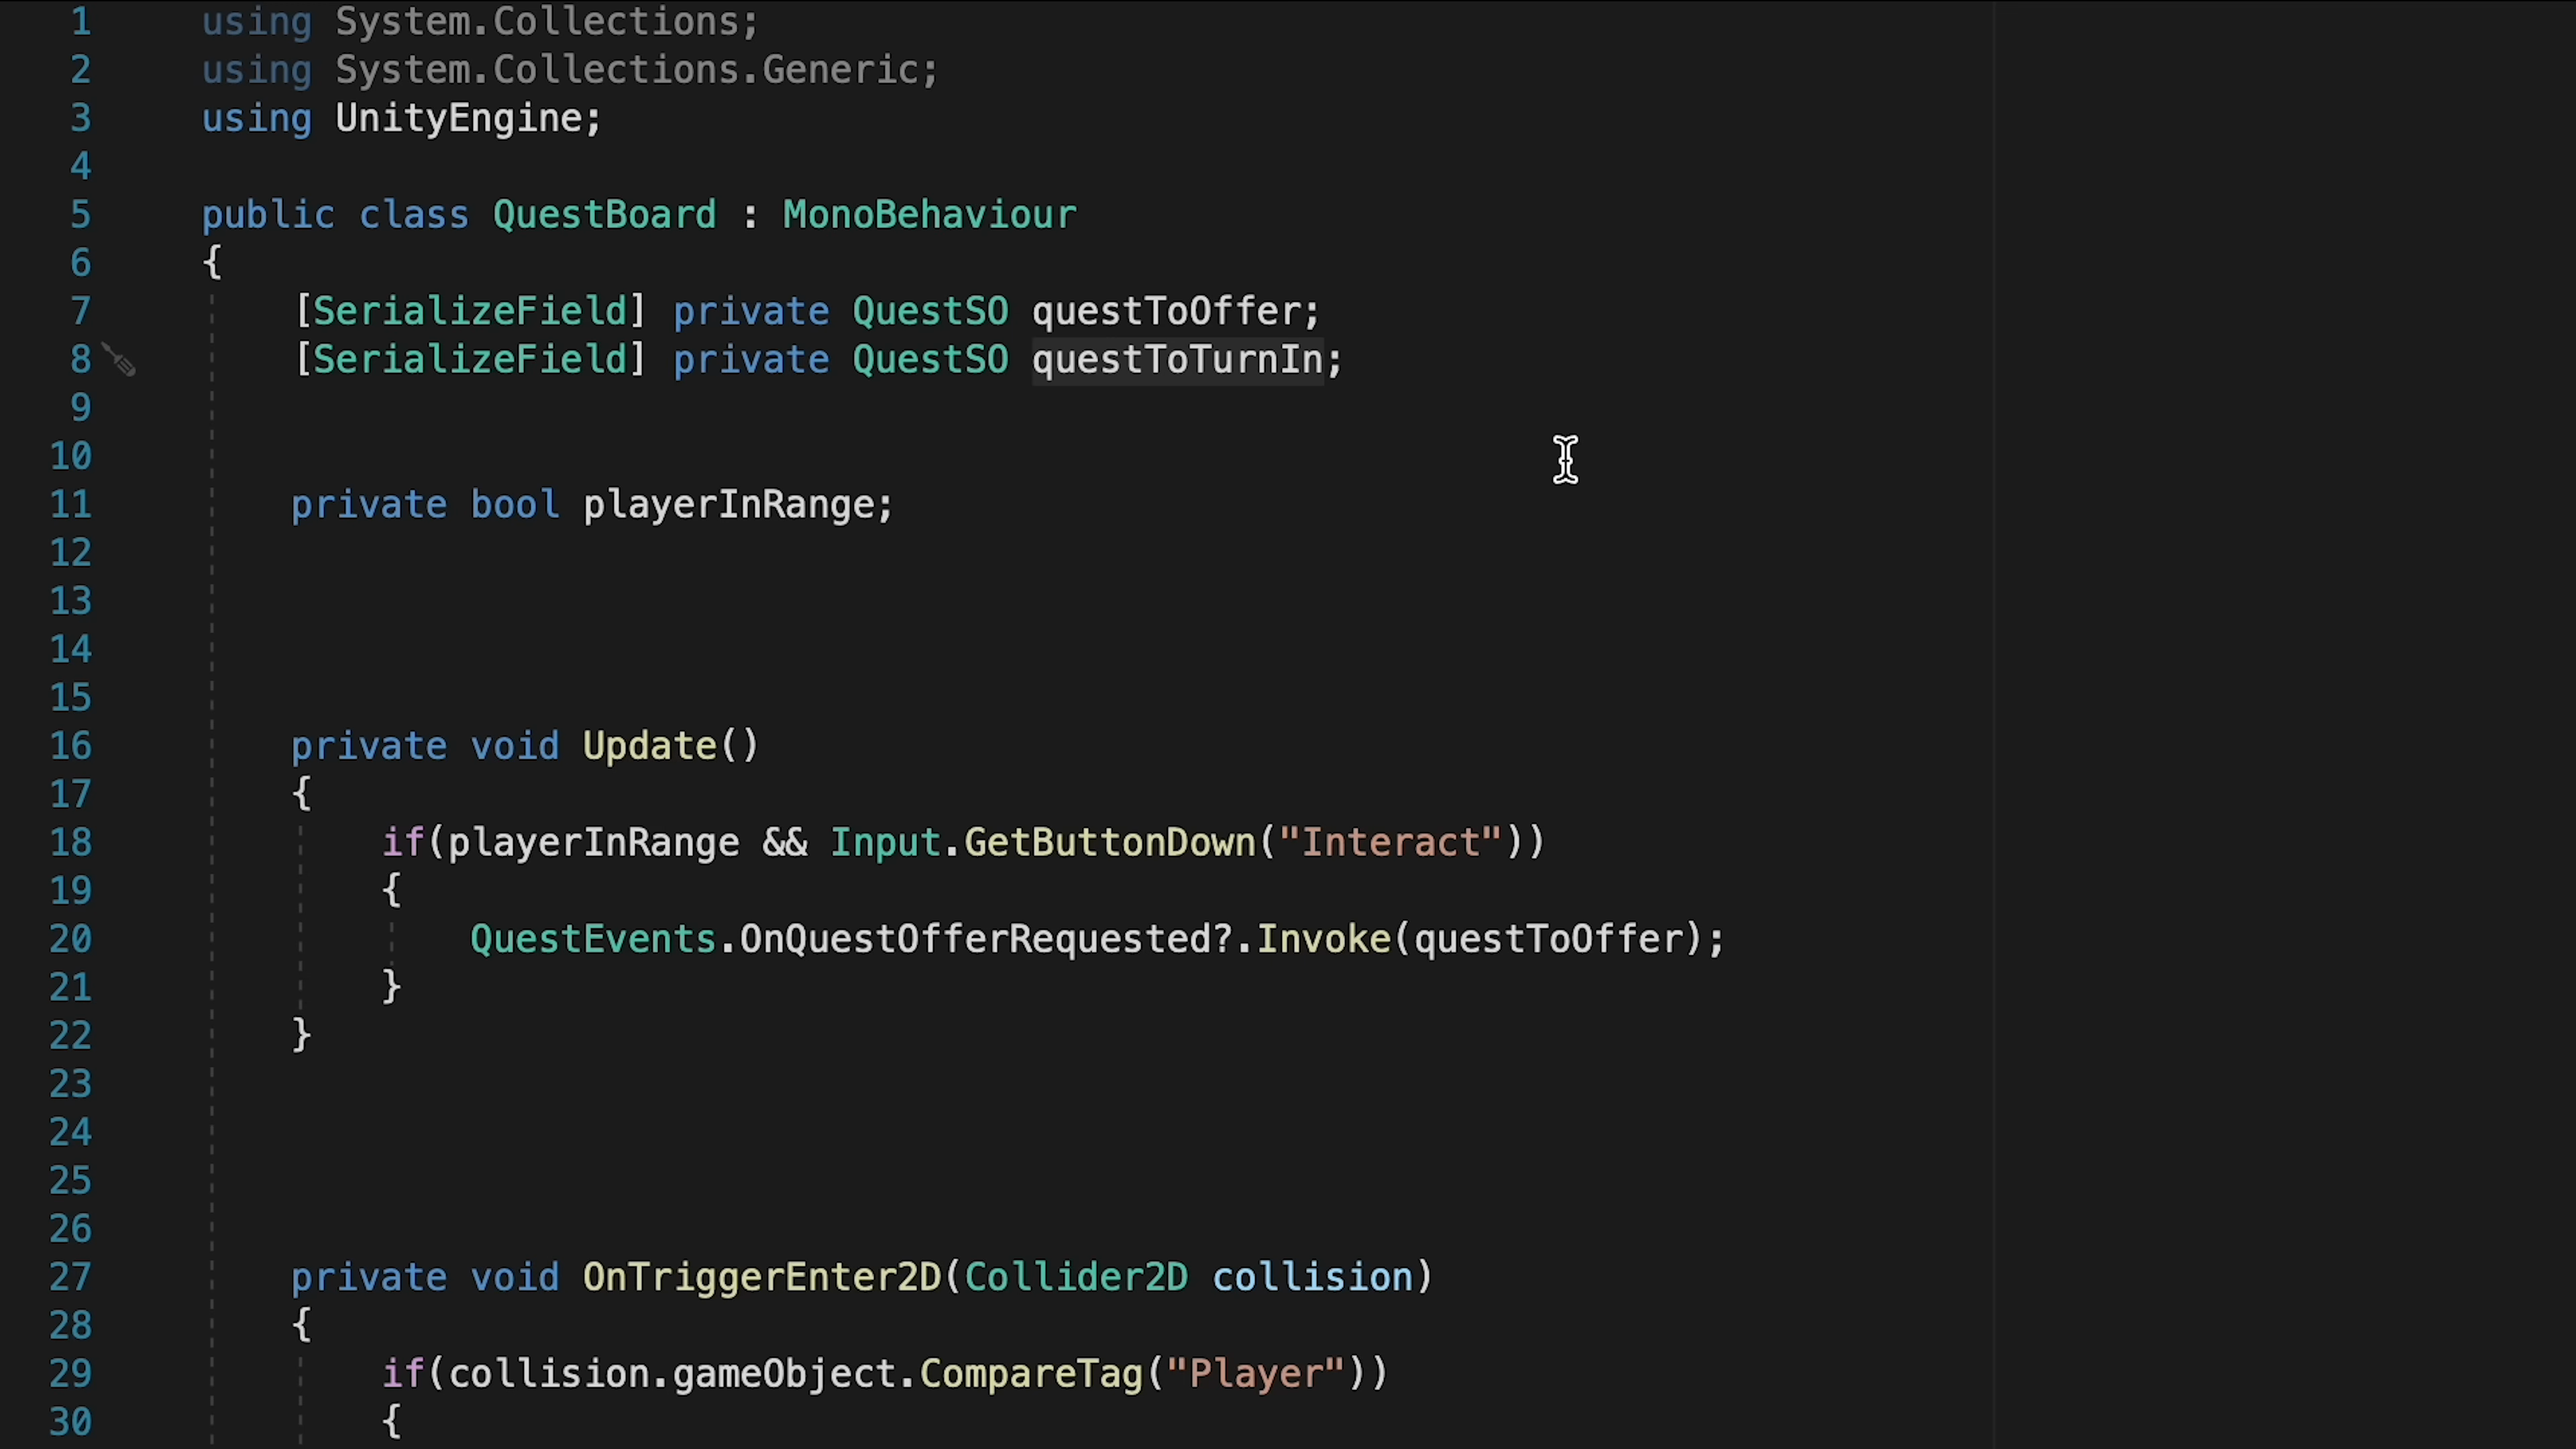 1 using System.Collections;
2 using System.Collections.Generic;
3 using UnityEngine;
4
5 public class QuestBoard : MonoBehaviour
6 {
7 [SerializeField] private QuestSO questToOffer;
8 [SerializeField] private QuestSO questToTurnIn;
9
10
11 private bool playerInRange;
12
13
14
15
16 private void Update()
17 {
18 if(playerInRange && Input.GetButtonDown("Interact"))
19 {
20 QuestEvents.OnQuestOfferRequested?.Invoke(questToOffer);
21 }
22 }
23
24
25
26
27 private void OnTriggerEnter2D(Collider2D collision)
28 {
29 if(collision.gameObject.CompareTag("Player"))
30 {